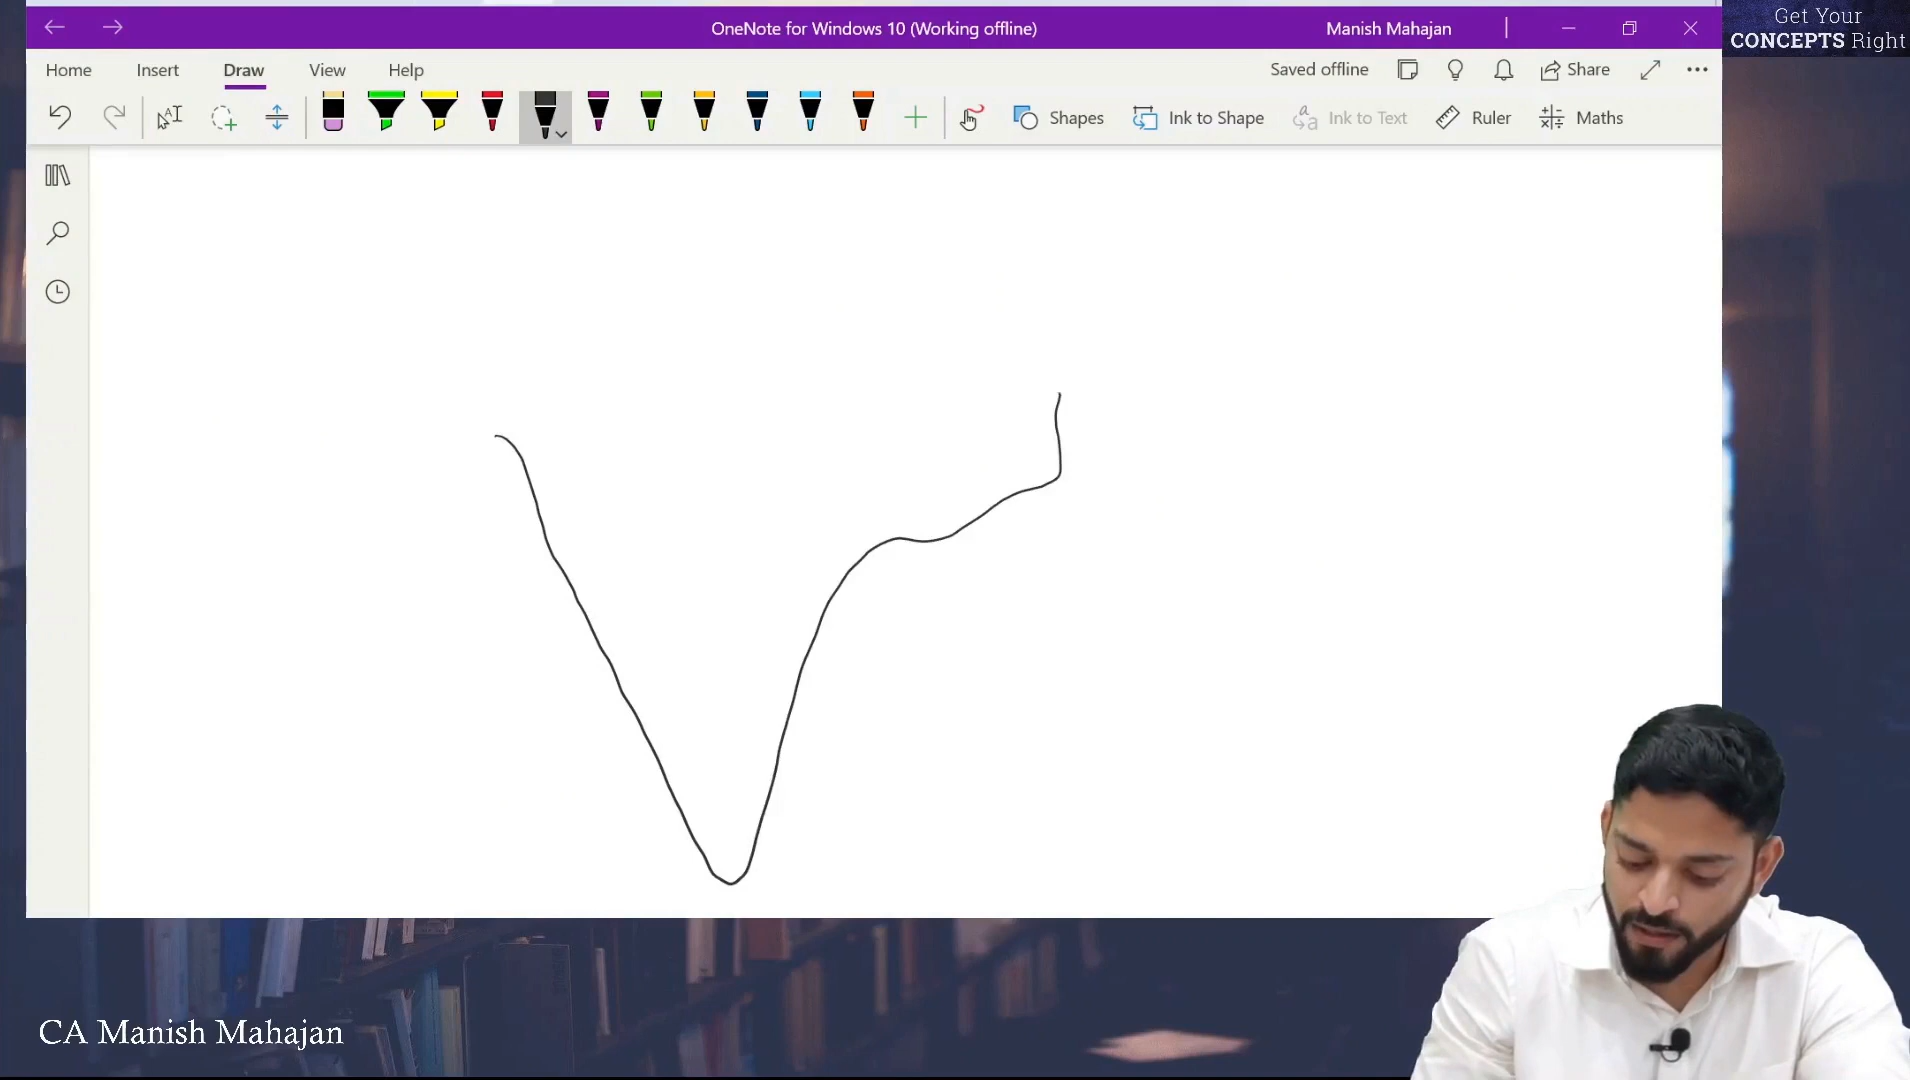 OneNote for Windows 10 (Working offline)
Manish Mahajan
Get Your
CONCEPTS Right
Home
Insert
Draw
View
Help
Saved offline
Share
Shapes
Ink to Shape
Ink to Text
Ruler
Maths
CA Manish Mahajan